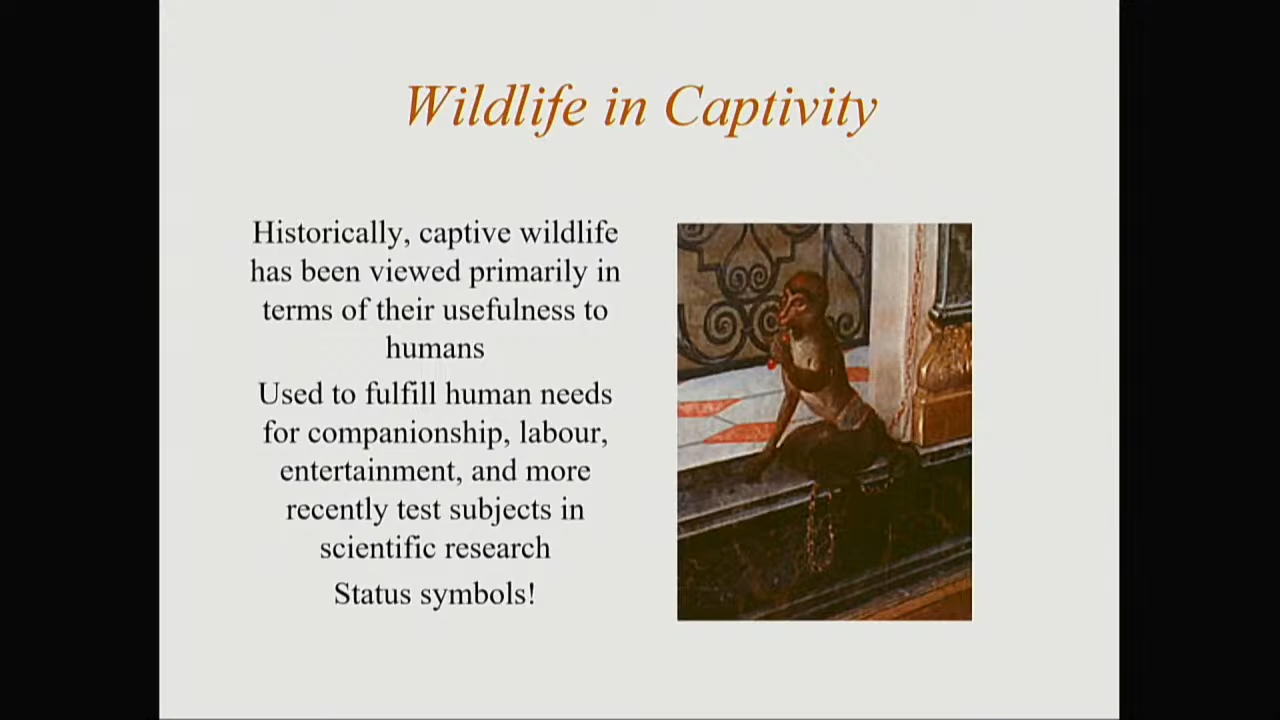 Wildlife in Captivity
Historically, captive wildlife
has been viewed primarily in
terms of their usefulness to
humans
Used to fulfill human needs
for companionship, labour,
entertainment, and more
recently test subjects in
scientific research
Status symbols!